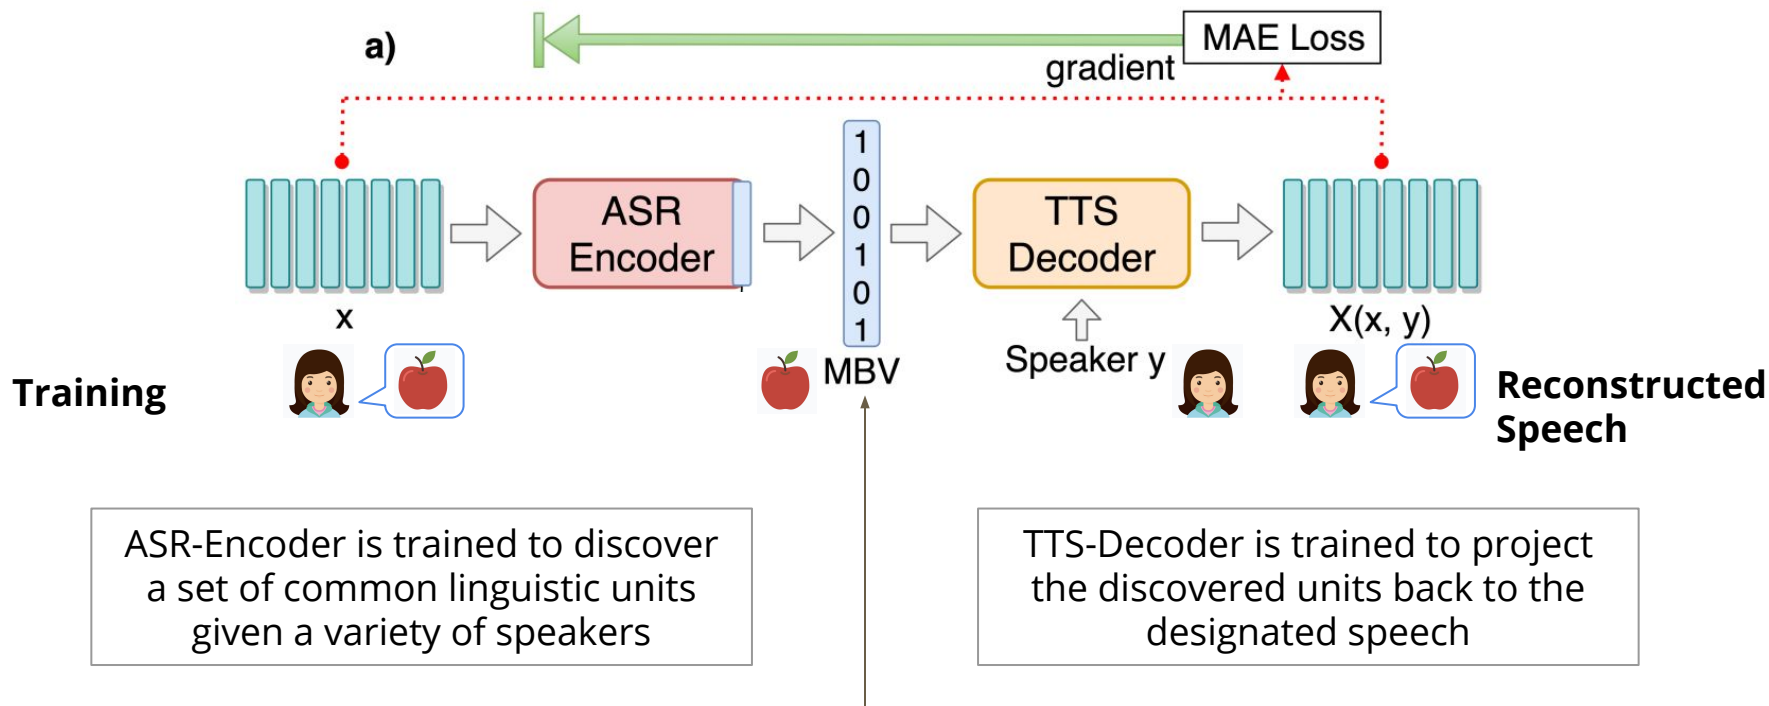 a)
MAE Loss
gradient
1
0
0
1
0
1
ASR
Encoder
TTS
Decoder
x
MBV
Speaker y
X(x, y)
Training
Reconstructed
Speech
ASR-Encoder is trained to discover
a set of common linguistic units
given a variety of speakers
TTS-Decoder is trained to project
the discovered units back to the
designated speech